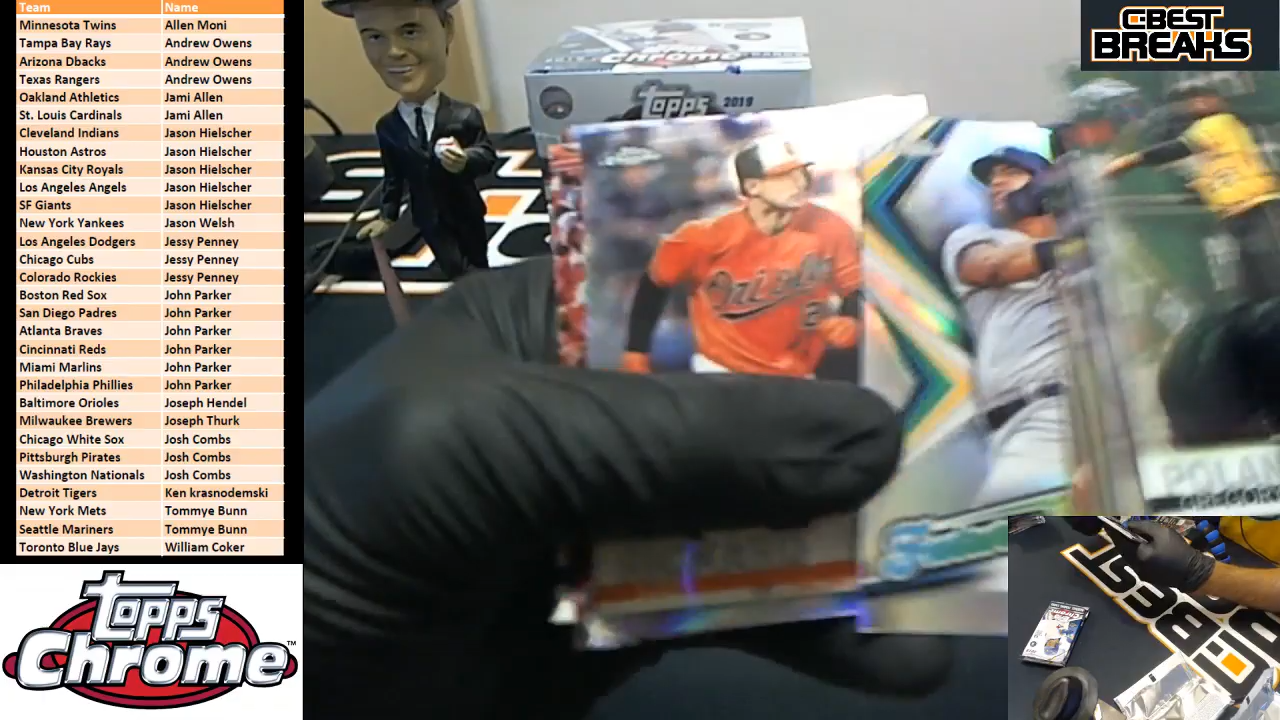 Team Name
Minnesota Twins Allen Moni
Tampa Bay Rays Andrew Owens
Arizona Dbacks Andrew Owens
Texas Rangers Andrew Owens
Oakland Athletics Jami Allen
St. Louis Cardinals Jami Allen
Cleveland Indians Jason Hielscher
Houston Astros Jason Hielscher
Kansas City Royals Jason Hielscher
Los Angeles Angels Jason Hielscher
SF Giants Jason Hielscher
New York Yankees Jason Welsh
Los Angeles Dodgers Jessy Penney
Chicago Cubs Jessy Penney
Colorado Rockies Jessy Penney
Boston Red Sox John Parker
San Diego Padres John Parker
Atlanta Braves John Parker
Cincinnati Reds John Parker
Miami Marlins John Parker
Philadelphia Phillies John Parker
Baltimore Orioles Joseph Hendel
Milwaukee Brewers Joseph Thurk
Chicago White Sox Josh Combs
Pittsburgh Pirates Josh Combs
Washington Nationals Josh Combs
Detroit Tigers Ken krasnodemski
New York Mets Tommye Bunn
Seattle Mariners Tommye Bunn
Toronto Blue Jays William Coker
Topps
Chrome™
C-BEST
BREAKS
Chrome
Topps 2019
Orioles
POLAN
GREGOR